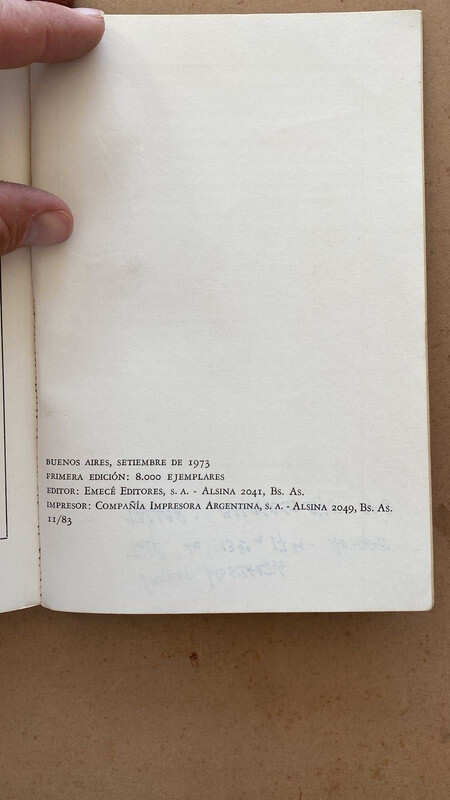 BUENOS AIRES, SETIEMBRE DE 1973
PRIMERA EDICIÓN: 8.000 EJEMPLARES
EDITOR: EMECÉ EDITORES, S. A. - ALSINA 2041, BS. AS.
IMPRESOR: COMPAÑÍA IMPRESORA ARGENTINA, S. A. - ALSINA 2049, BS. AS.
11/83